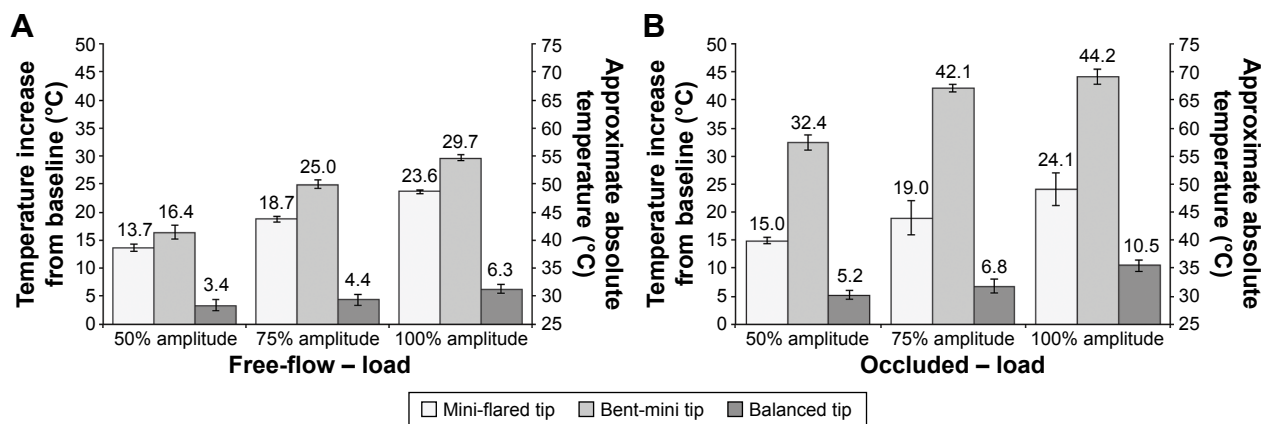 A
Temperature increase
from baseline (°C)
50
45
40
35
30
25
20
15
10
5
0
13.7
16.4
3.4
18.7
25.0
4.4
23.6
29.7
6.3
75
70
65
60
55
50
45
40
35
30
25
Approximate absolute
temperature (°C)
50% amplitude
75% amplitude
100% amplitude
Free-flow – load
B
Temperature increase
from baseline (°C)
50
45
40
35
30
25
20
15
10
5
0
15.0
32.4
5.2
19.0
42.1
6.8
24.1
44.2
10.5
75
70
65
60
55
50
45
40
35
30
25
Approximate absolute
temperature (°C)
50% amplitude
75% amplitude
100% amplitude
Occluded – load
Mini-flared tip
Bent-mini tip
Balanced tip